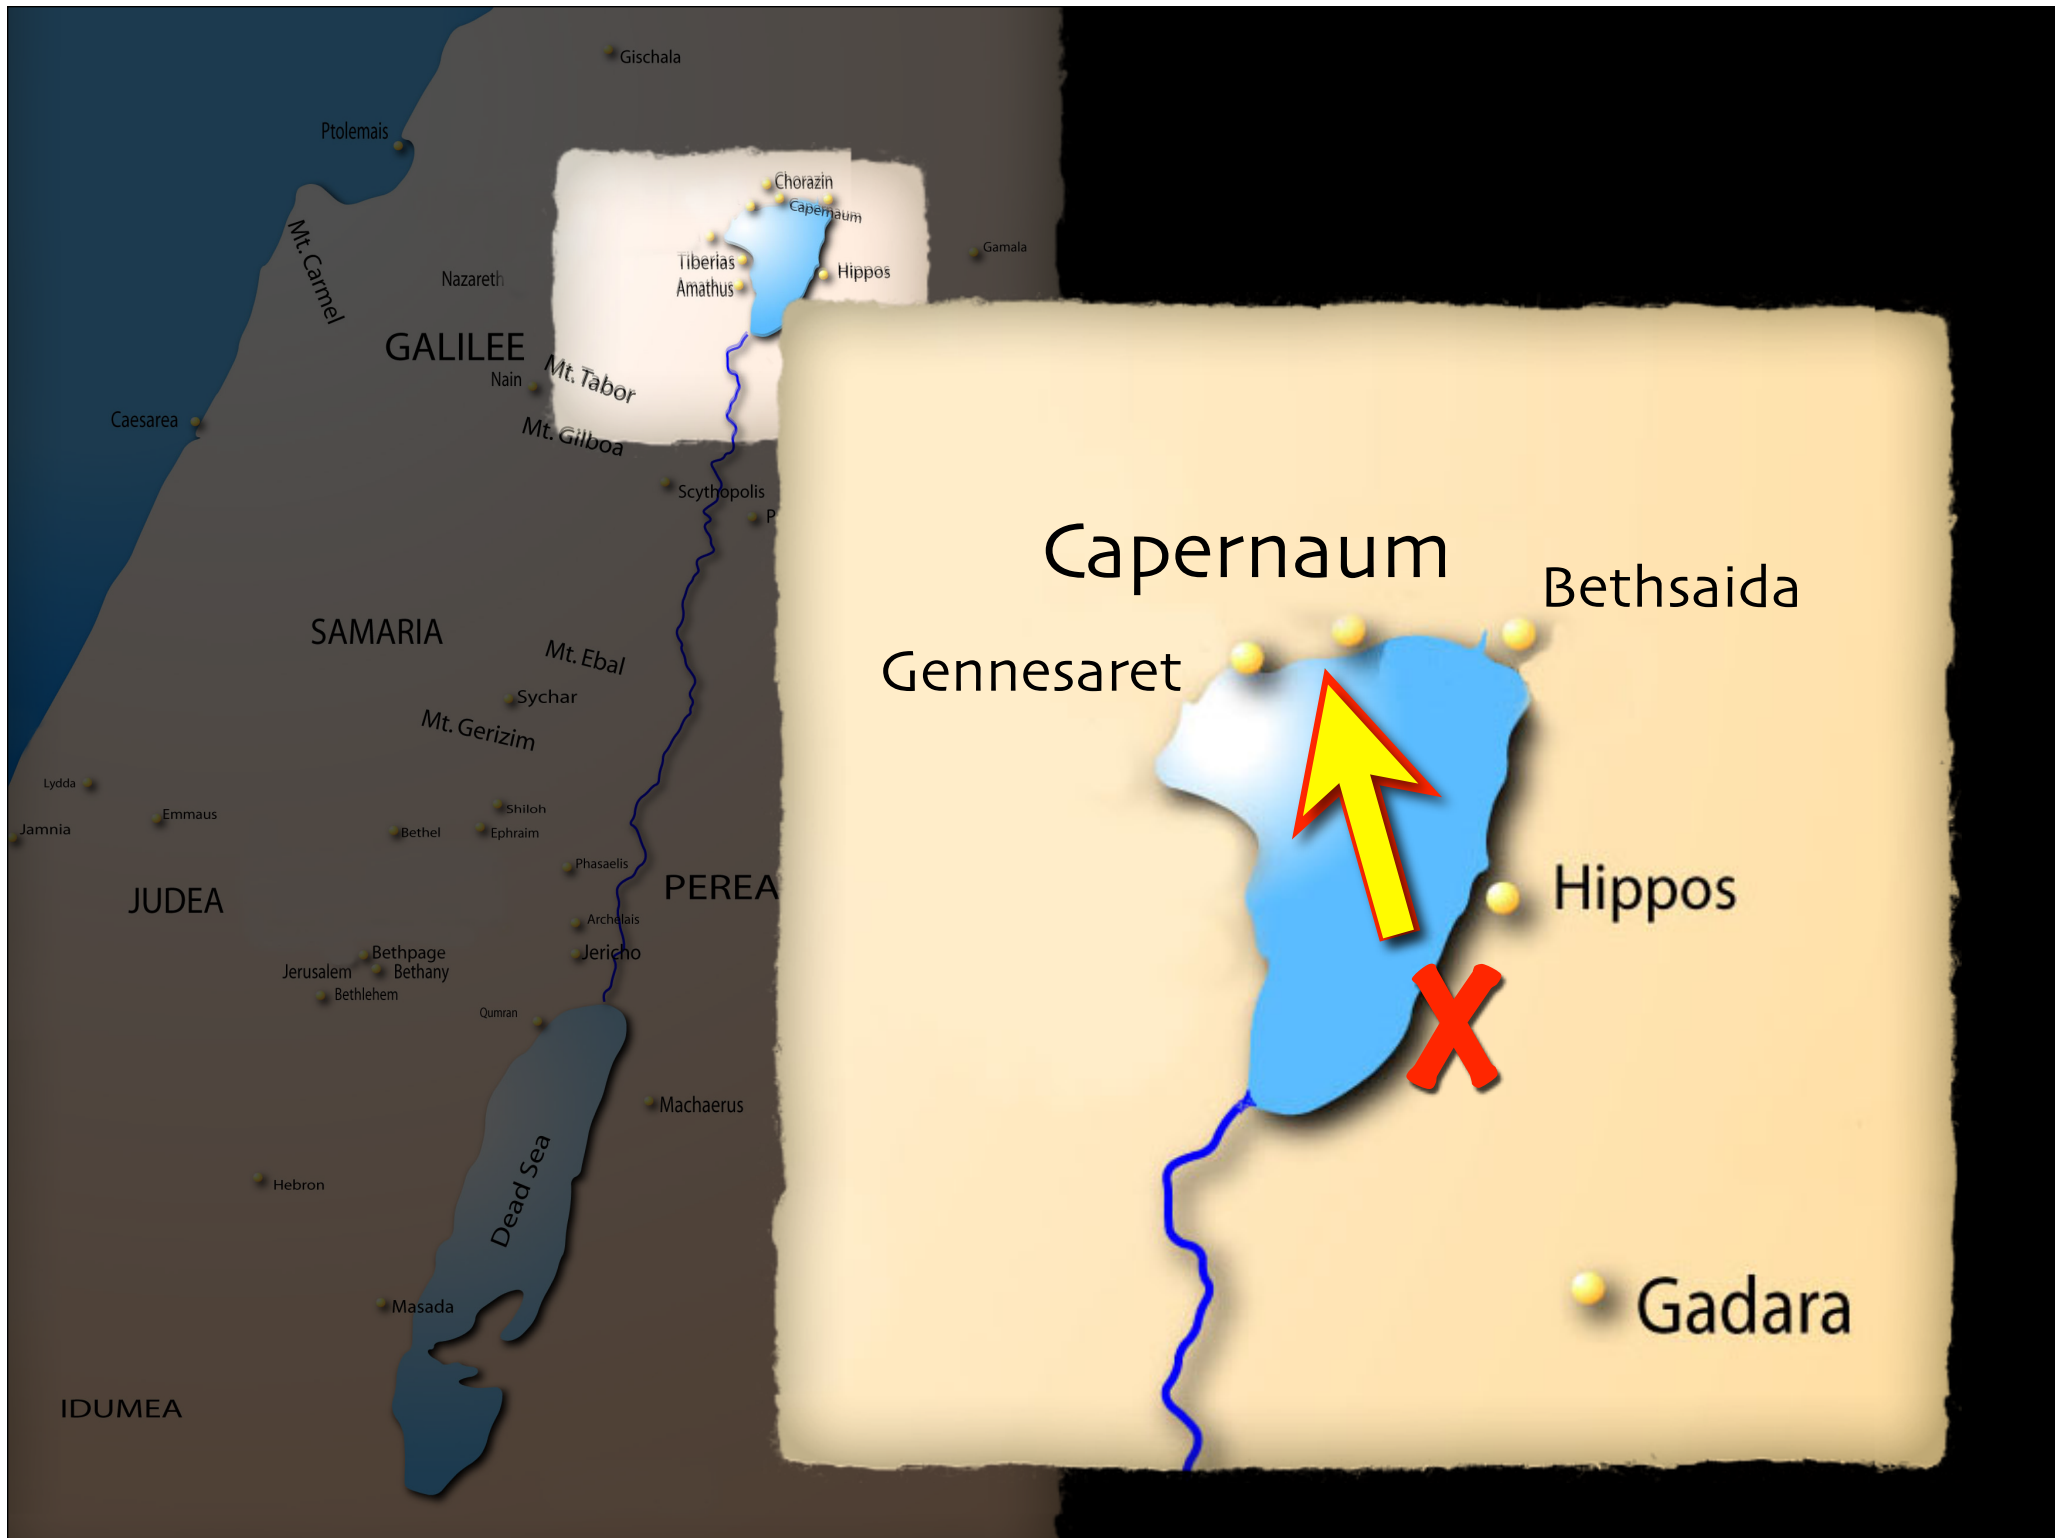 Gischala
Ptolemais
Chorazin
Capernaum
Mt. Carmel
Gamala
Tiberias
Hippos
Nazareth
Amathus
GALILEE
Mt. Tabor
Nain
Caesarea
Mt. Gilboa
Scythopolis
P
Capernaum
Bethsaida
Gennesaret
SAMARIA
Mt. Ebal
Sychar
Mt. Gerizim
Lydda
Shiloh
Emmaus
Jamnia
Bethel
Ephraim
Phasaelis
PEREA
JUDEA
Hippos
Archelais
Bethpage
Jericho
Jerusalem
Bethany
Bethlehem
Qumran
X
Machaerus
Dead Sea
Hebron
Masada
Gadara
IDUMEA